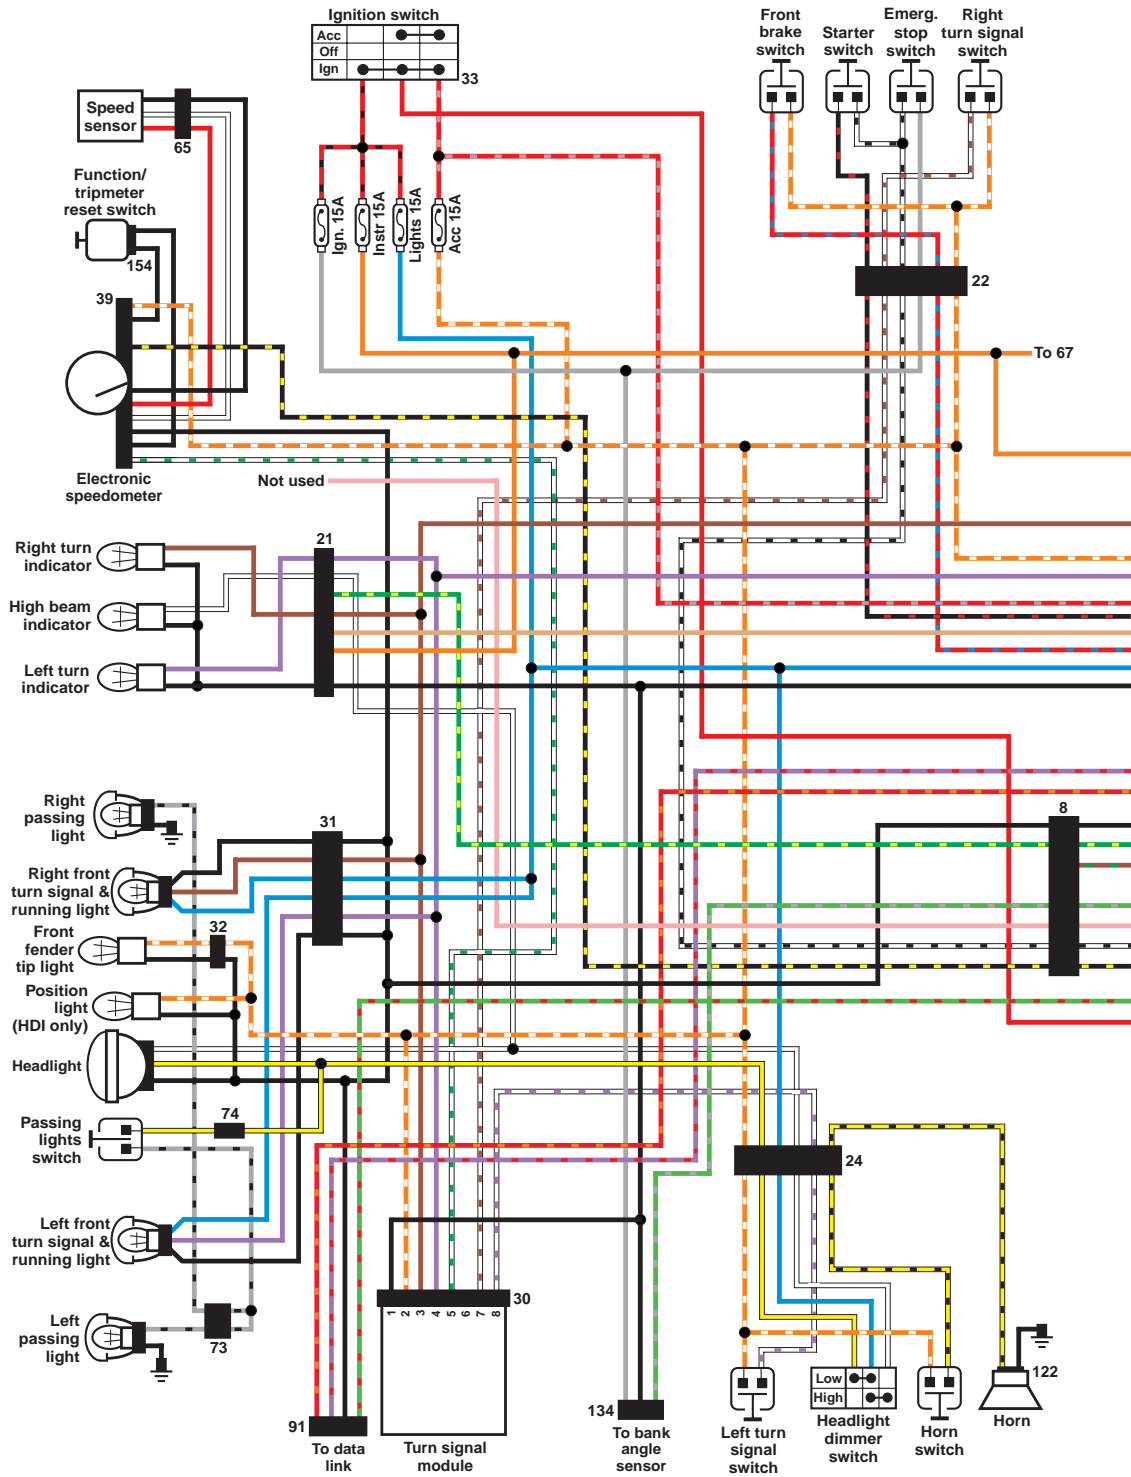 Ignition switch
Acc
Off
Ign
33
Front
brake
switch
Starter
switch
Emerg.
stop
switch
Right
turn signal
switch
Speed
sensor
65
Function/
tripmeter
reset switch
154
Ign. 15A
Instr 15A
Lights 15A
Acc 15A
22
39
To 67
Electronic
speedometer
Not used
Right turn
indicator
21
High beam
indicator
Left turn
indicator
Right
passing
light
31
8
Right front
turn signal &
running light
Front
fender
tip light
32
Position
light
(HDI only)
Headlight
Passing
lights
switch
74
24
Left front
turn signal &
running light
30
1 2 3 4 5 6 7 8
Left
passing
light
73
Low
High
122
91
134
To data
link
Turn signal
module
To bank
angle
sensor
Left turn
signal
switch
Headlight
dimmer
switch
Horn
switch
Horn